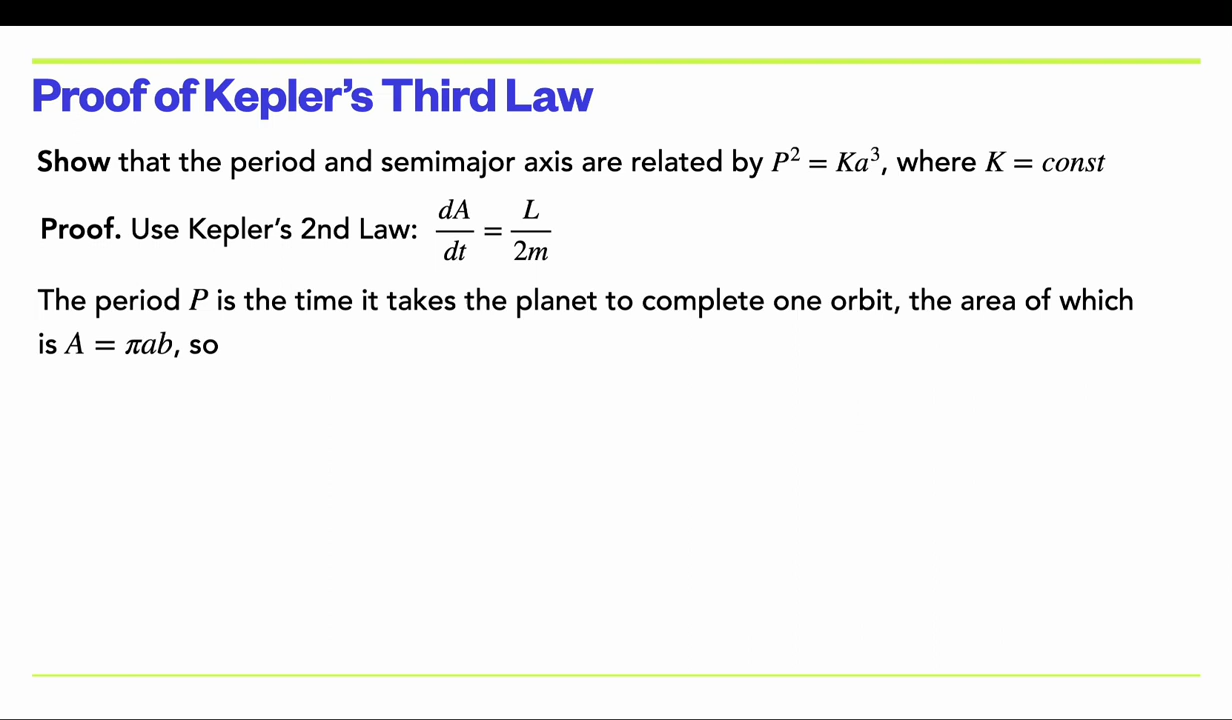 Proof of Kepler’s Third Law
Show that the period and semimajor axis are related by P² = Ka³, where K = const
Proof. Use Kepler’s 2nd Law: dA/dt = L/2m
The period P is the time it takes the planet to complete one orbit, the area of which
is A = πab, so